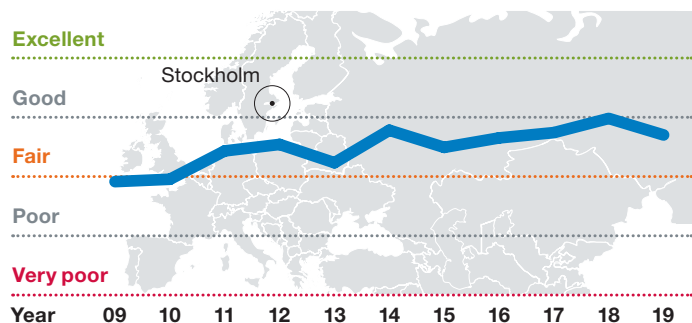 Excellent
Stockholm
Good
Fair
Poor
Very poor
Year 09 10 11 12 13 14 15 16 17 18 19